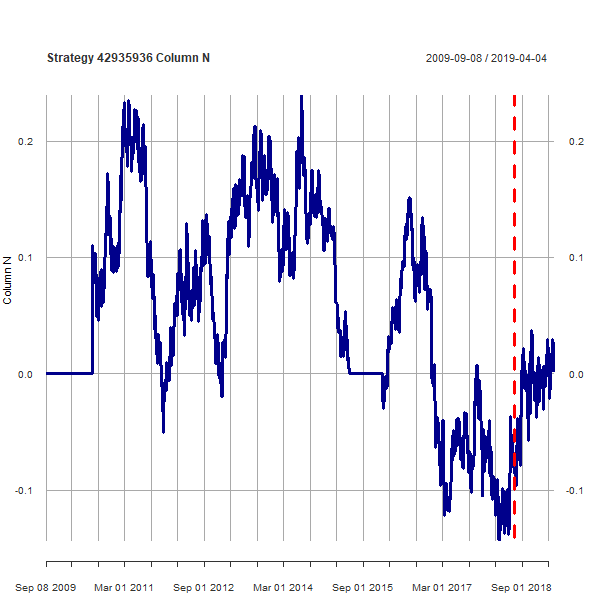 Strategy 42935936 Column N
2009-09-08 / 2019-04-04
0.2
0.2
0.1
0.1
Column N
0.0
0.0
-0.1
-0.1
Sep 08 2009
Mar 01 2011
Sep 01 2012
Mar 01 2014
Sep 01 2015
Mar 01 2017
Sep 01 2018